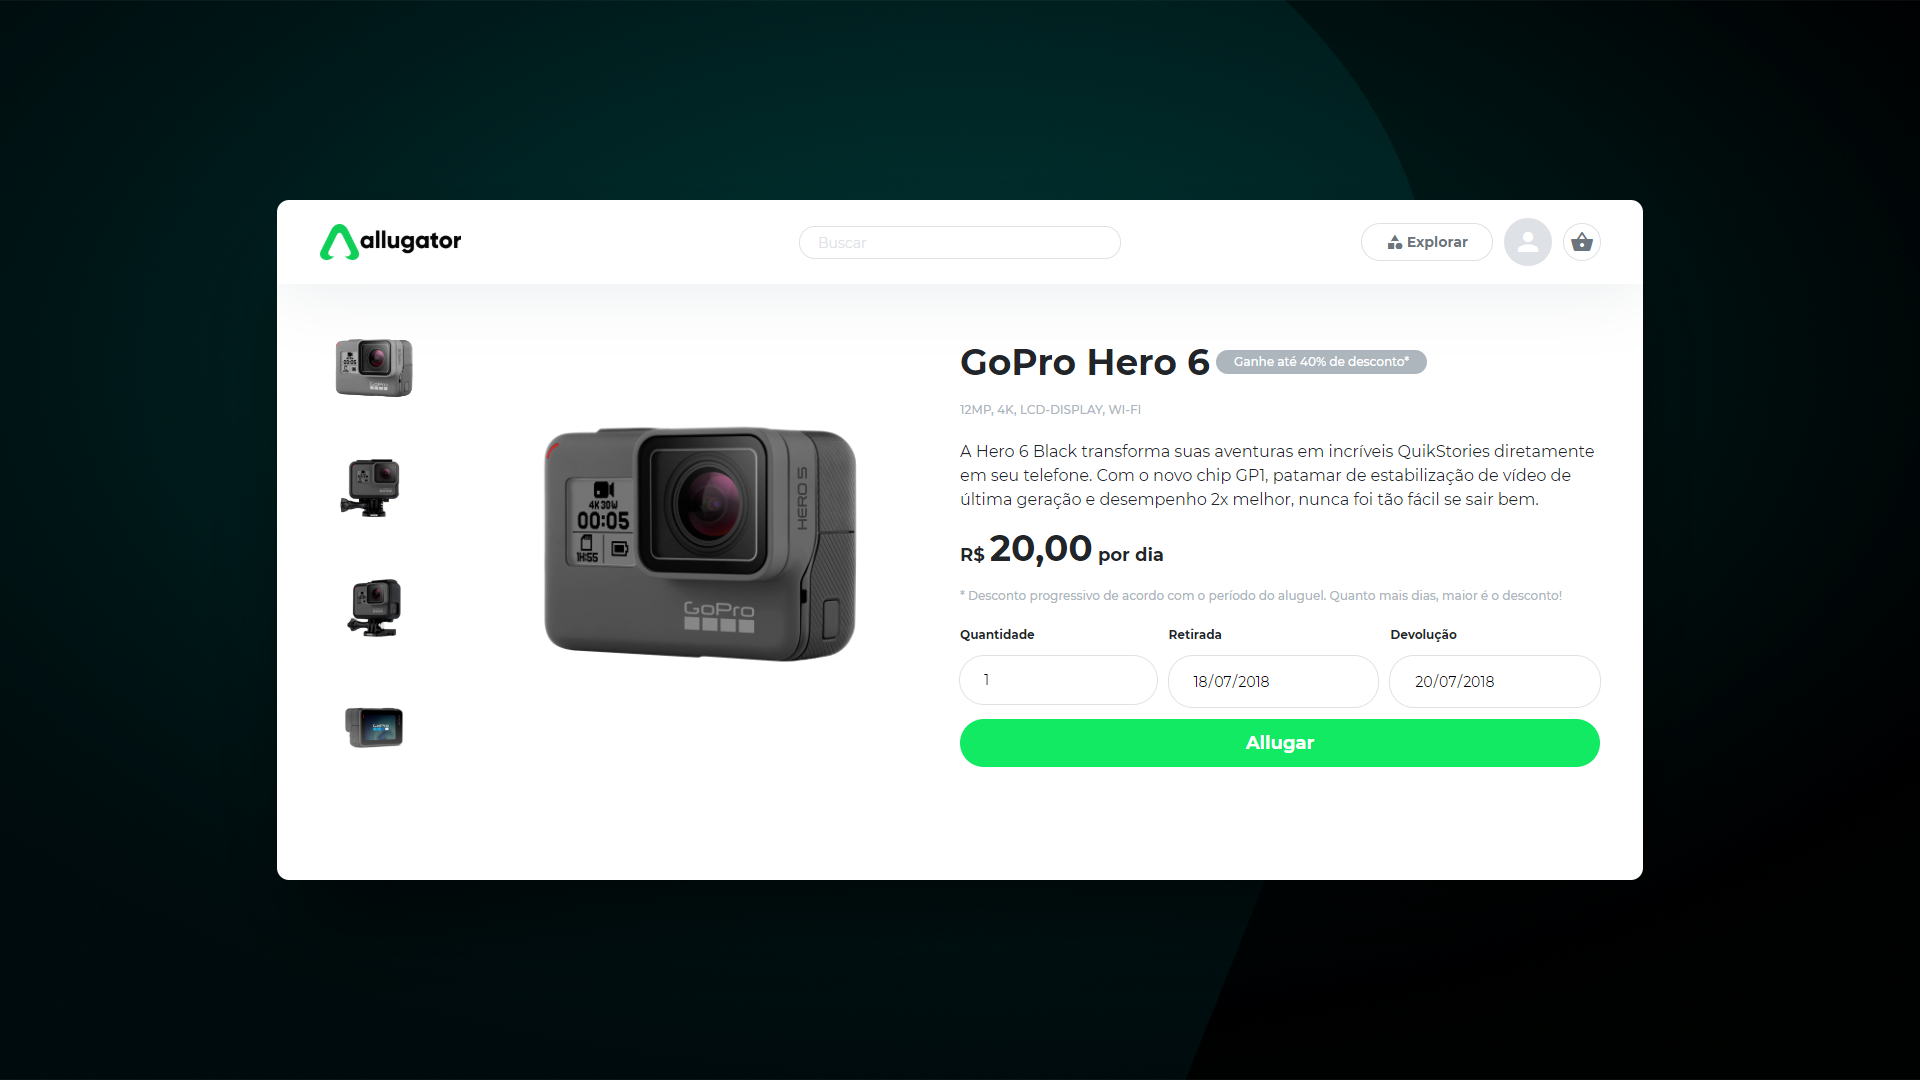 allugator
Buscar
Explorar
GoPro Hero 6
Ganhe até 40% de desconto*
12MP, 4K, LCD-DISPLAY, WI-FI
A Hero 6 Black transforma suas aventuras em incríveis QuikStories diretamente
em seu telefone. Com o novo chip GP1, patamar de estabilização de vídeo de
última geração e desempenho 2x melhor, nunca foi tão fácil se sair bem.
R$ 20,00 por dia
* Desconto progressivo de acordo com o período do aluguel. Quanto mais dias, maior é o desconto!
Quantidade
Retirada
Devolução
1
18/07/2018
20/07/2018
Allugar
4K 30W
00:05
1H:55
HERO 5
GoPro